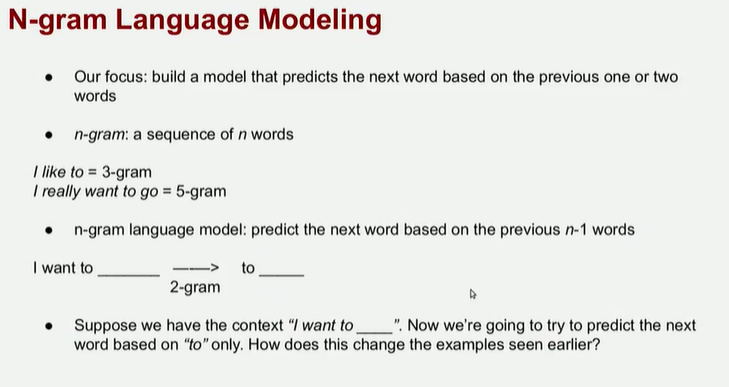 N-gram Language Modeling
● Our focus: build a model that predicts the next word based on the previous one or two
words
● n-gram: a sequence of n words
I like to = 3-gram
I really want to go = 5-gram
● n-gram language model: predict the next word based on the previous n-1 words
I want to _______ ---> to _____
2-gram
● Suppose we have the context “I want to ____”. Now we're going to try to predict the next
word based on “to” only. How does this change the examples seen earlier?